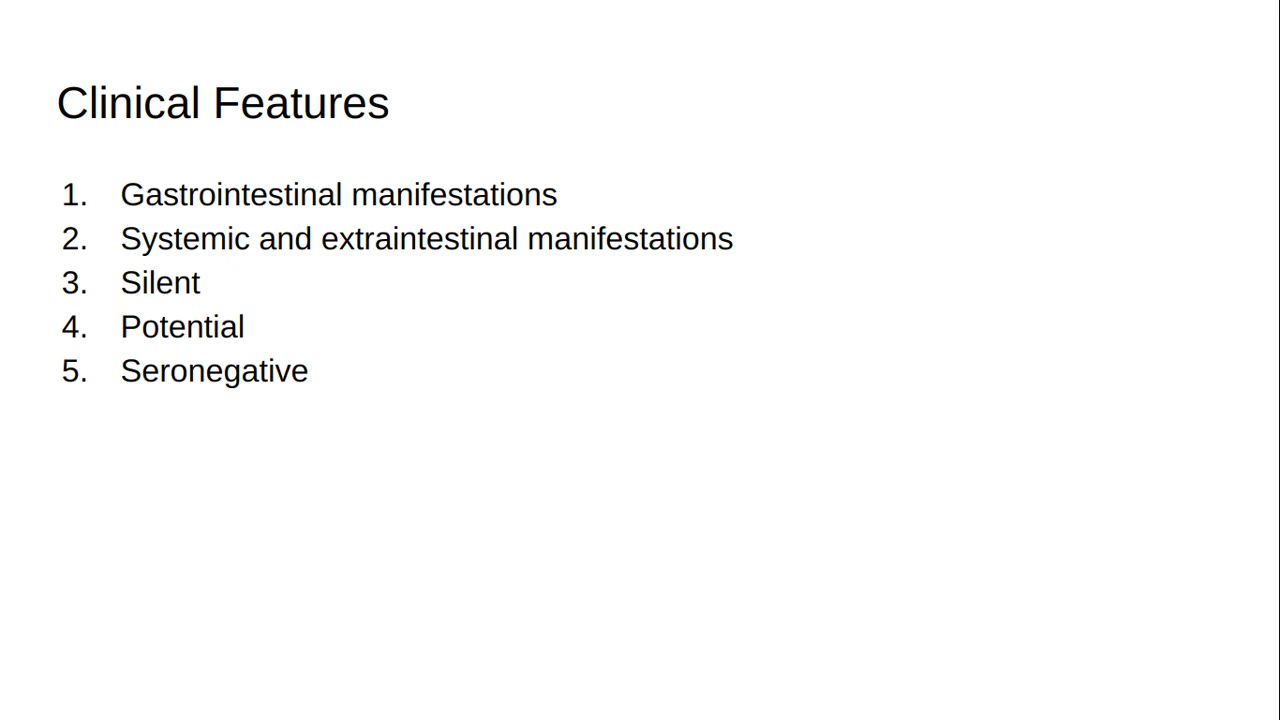 Clinical Features
1. Gastrointestinal manifestations
2. Systemic and extraintestinal manifestations
3. Silent
4. Potential
5. Seronegative